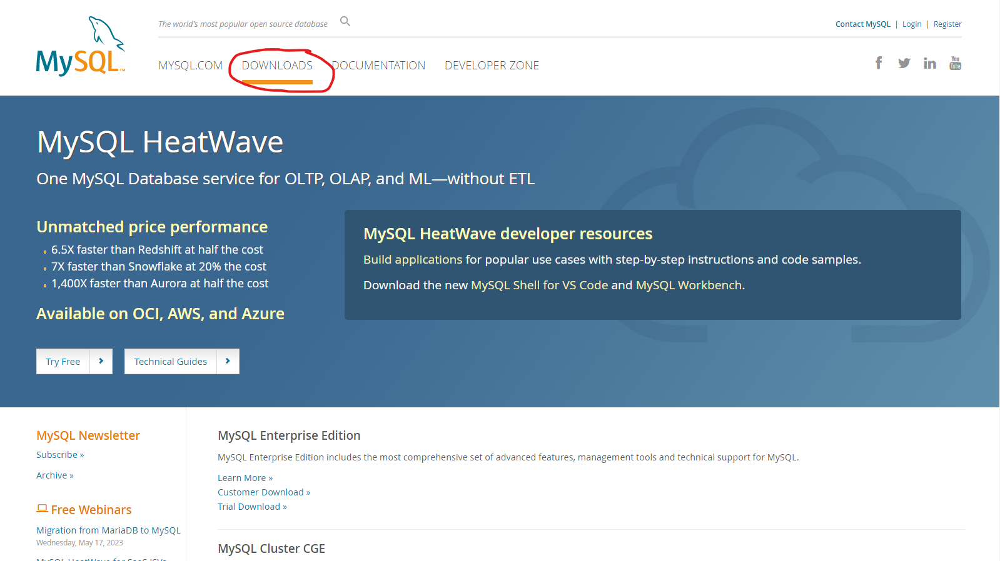 The world's most popular open source database
Contact MySQL | Login | Register
MySQL™
MYSQL.COM DOWNLOADS DOCUMENTATION DEVELOPER ZONE
f in You Tube
MySQL HeatWave
One MySQL Database service for OLTP, OLAP, and ML—without ETL
Unmatched price performance
6.5X faster than Redshift at half the cost
7X faster than Snowflake at 20% the cost
1,400X faster than Aurora at half the cost
Available on OCI, AWS, and Azure
Try Free
Technical Guides
MySQL HeatWave developer resources
Build applications for popular use cases with step-by-step instructions and code samples.
Download the new MySQL Shell for VS Code and MySQL Workbench.
MySQL Newsletter
Subscribe »
Archive »
Free Webinars
Migration from MariaDB to MySQL
Wednesday, May 17, 2023
MySQL HeatWave for SaaS ISVs
MySQL Enterprise Edition
MySQL Enterprise Edition includes the most comprehensive set of advanced features, management tools and technical support for MySQL.
Learn More »
Customer Download »
Trial Download »
MySQL Cluster CGE